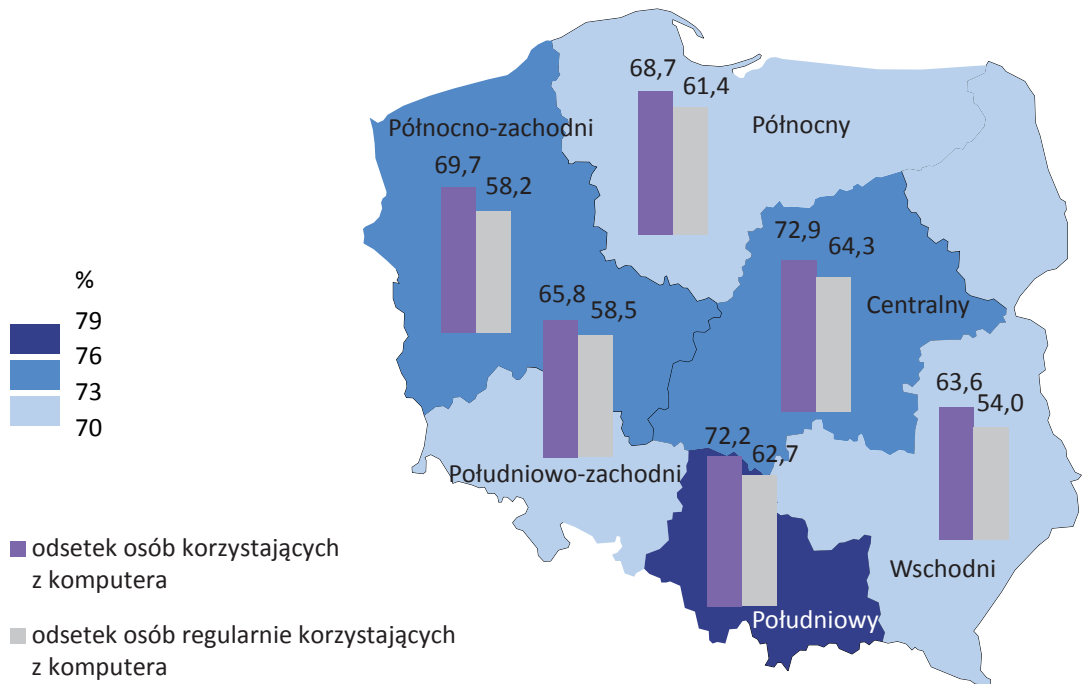 68,7
61,4
Północno-zachodni
Północny
69,7
58,2
72,9
64,3
%
79
76
73
70
65,8
58,5
Centralny
63,6
54,0
72,2
62,7
Południowo-zachodni
Wschodni
Południowy
odsetek osób korzystających
z komputera
odsetek osób regularnie korzystających
z komputera